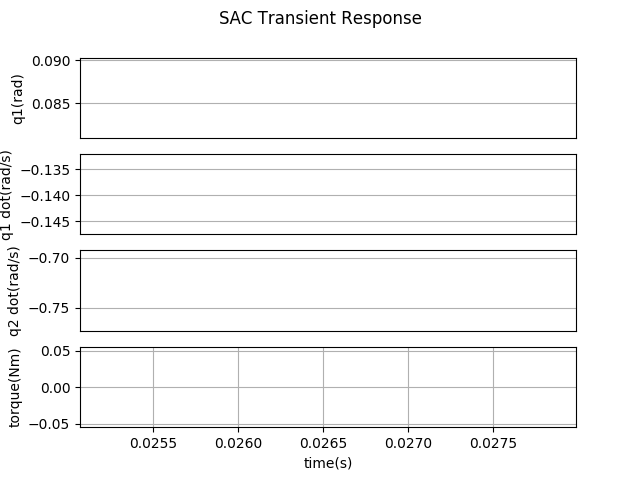 SAC Transient Response
0.090
0.085
q1(rad)
−0.135
−0.140
−0.145
q1 dot(rad/s)
−0.70
−0.75
q2 dot(rad/s)
0.05
0.00
−0.05
torque(Nm)
0.0255 0.0260 0.0265 0.0270 0.0275
time(s)